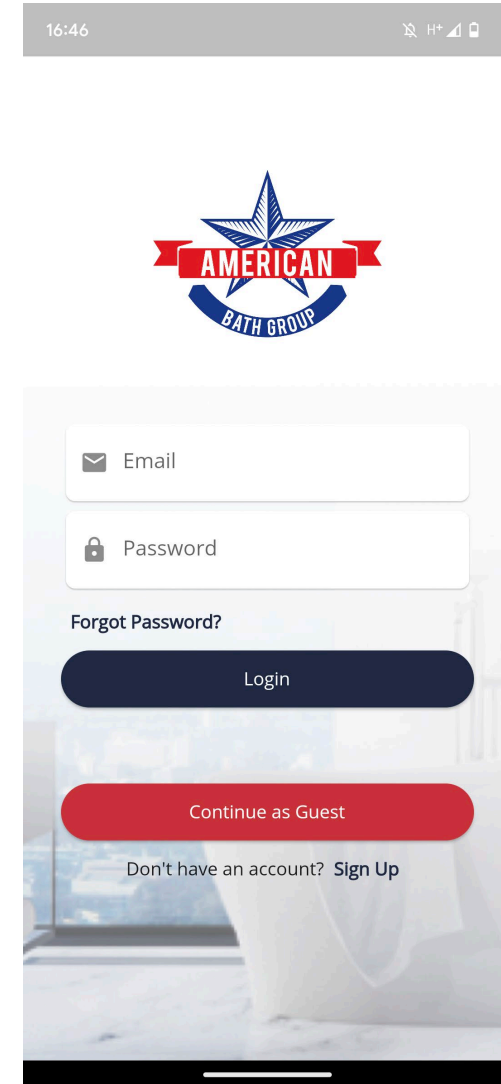 16:46
H+
AMERICAN
BATH GROUP
Email
Password
Forgot Password?
Login
Continue as Guest
Don't have an account? Sign Up